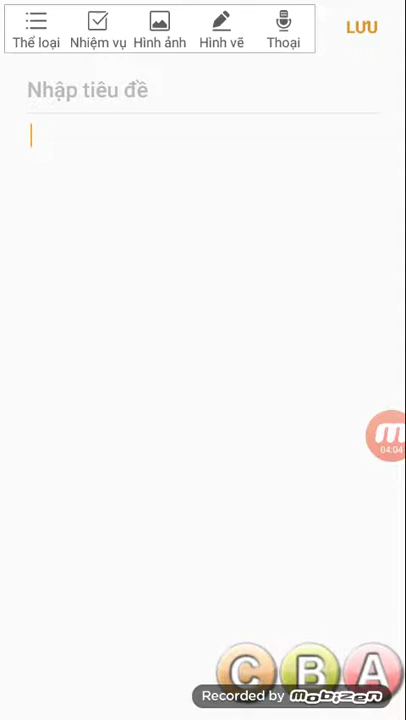 Thể loại Nhiệm vụ Hình ảnh Hình vẽ Thoại
LƯU
Nhập tiêu đề
04:04
C B A
Recorded by mobizen